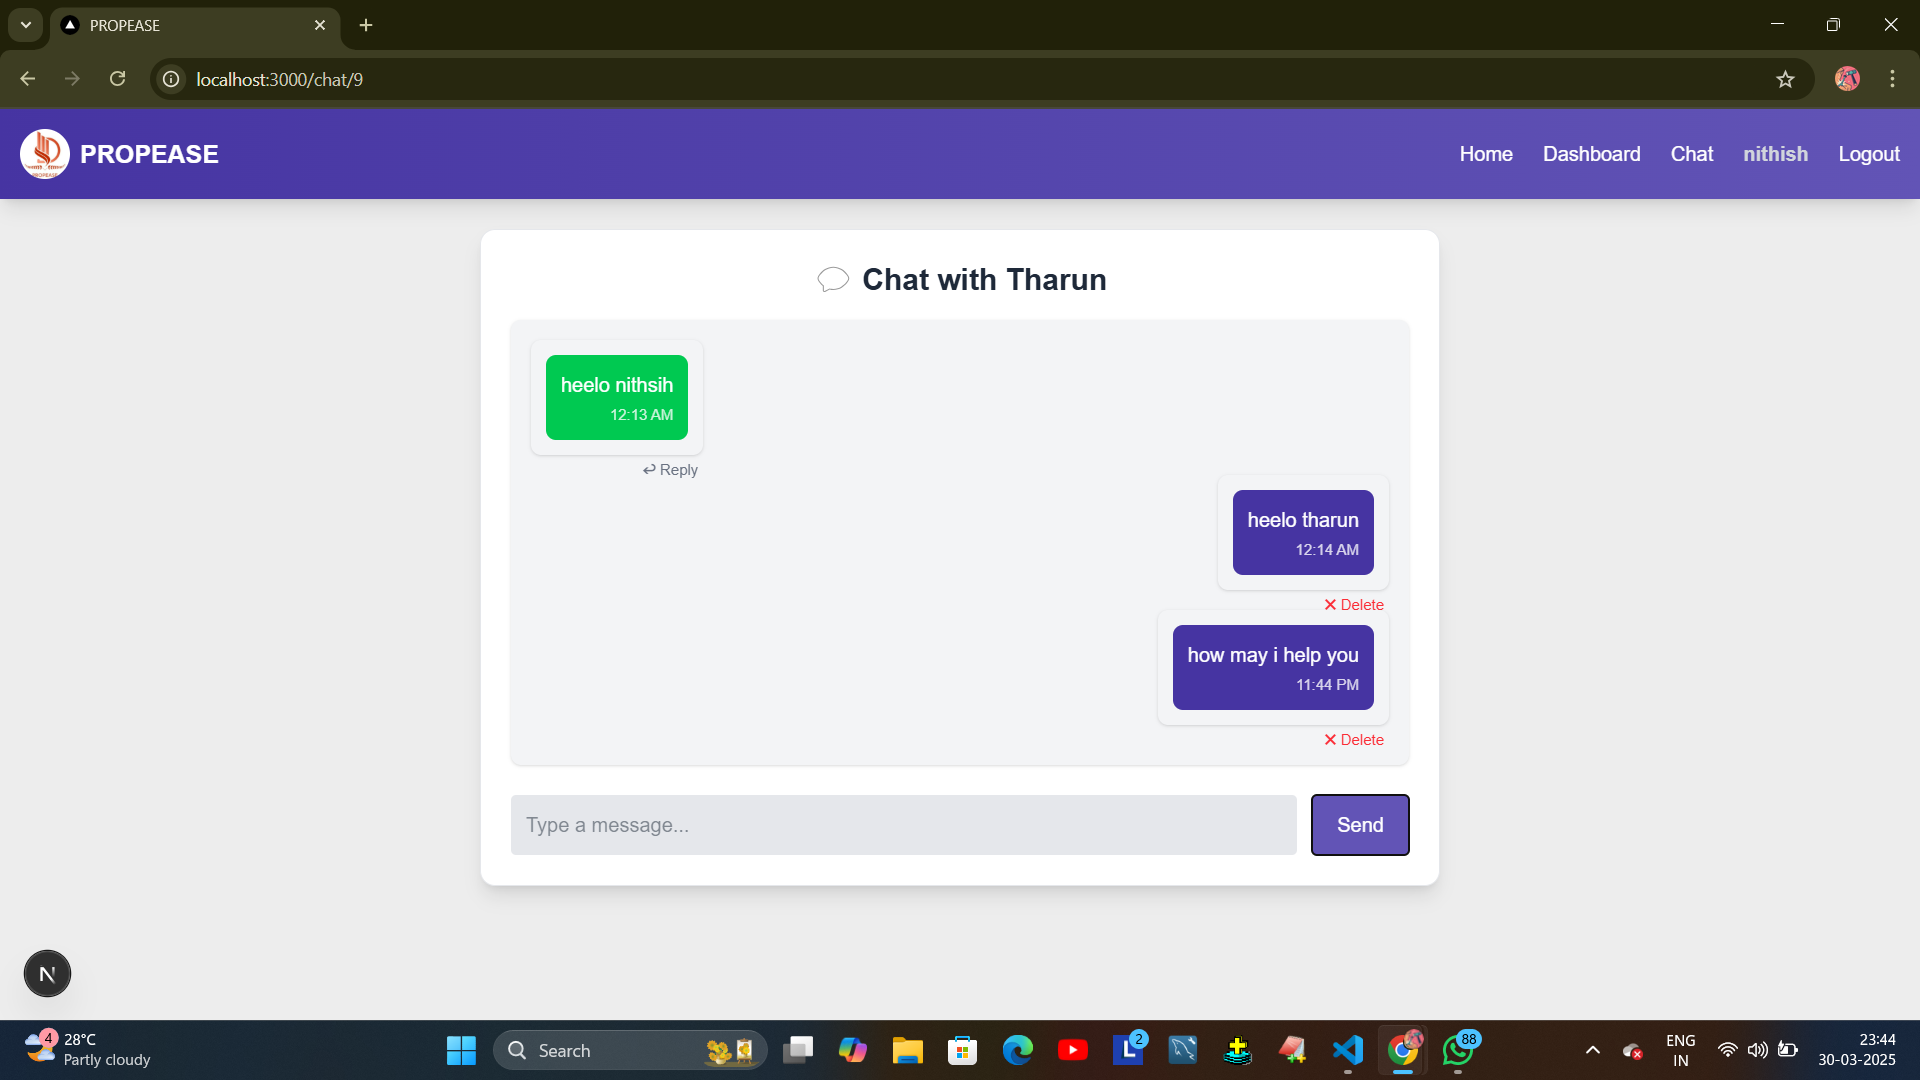 PROPEASE
localhost:3000/chat/9
PROPEASE
Home
Dashboard
Chat
nithish
Logout
Chat with Tharun
heelo nithsih
12:13 AM
↩ Reply
heelo tharun
12:14 AM
❌ Delete
how may i help you
11:44 PM
❌ Delete
Type a message...
Send
N
4
28°C
Partly cloudy
Search
L
2
88
ENG
IN
23:44
30-03-2025